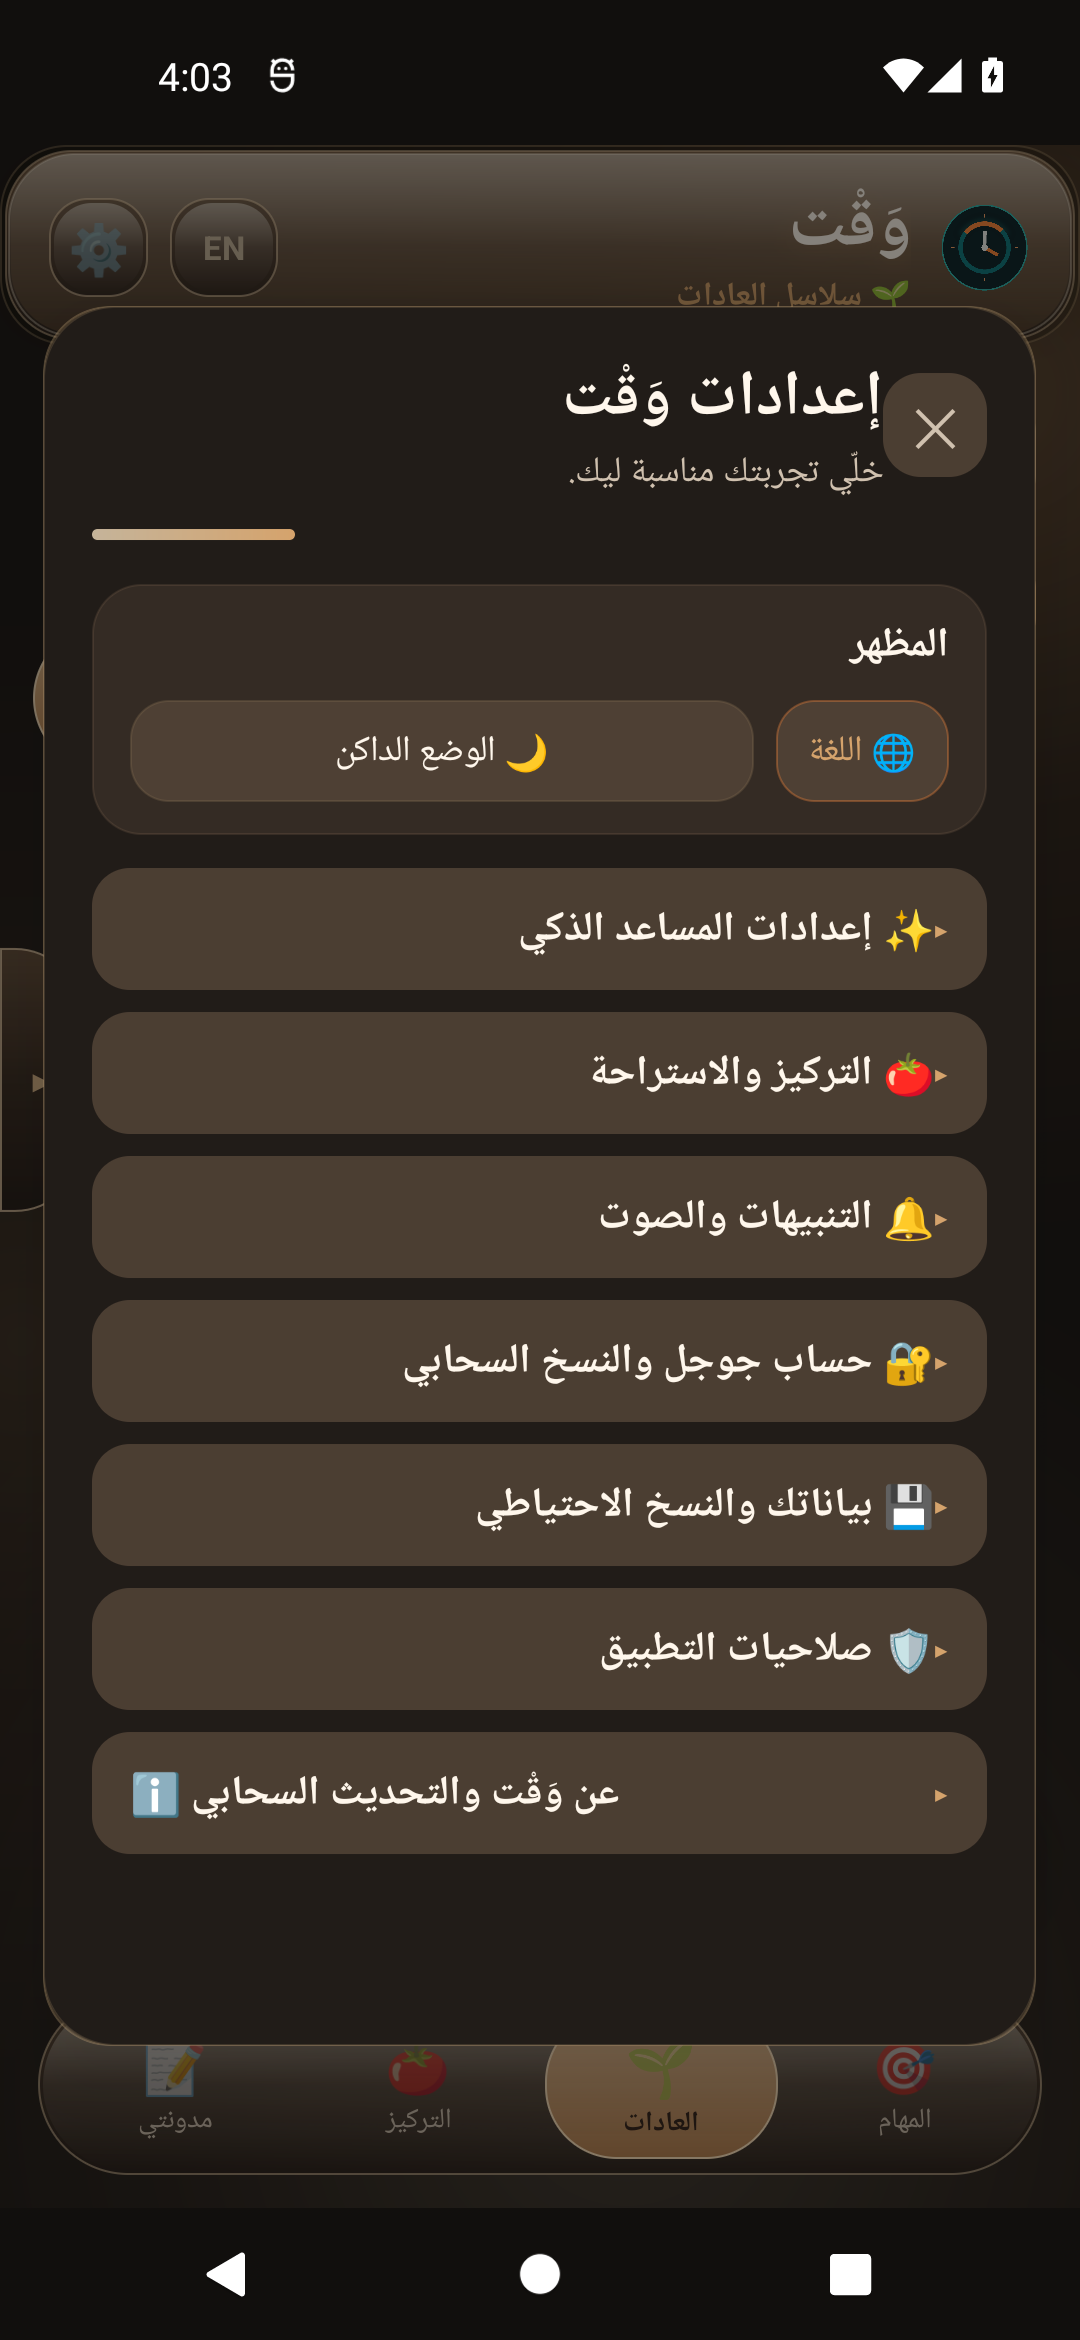 4:03
وَقْت
EN
🌱 سلاسل العادات
إعدادات وَقْت
خلّي تجربتك مناسبة ليك.
المظهر
🌐 اللغة
🌙 الوضع الداكن
✨ إعدادات المساعد الذكي
🍅 التركيز والاستراحة
🔔 التنبيهات والصوت
🔐 حساب جوجل والنسخ السحابي
💾 بياناتك والنسخ الاحتياطي
🛡️ صلاحيات التطبيق
عن وَقْت والتحديث السحابي ℹ️
المهام
العادات
التركيز
مدونتي